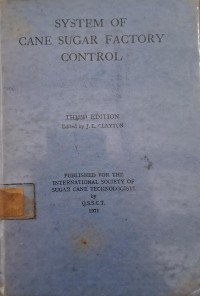 SYSTEM OF
CANE SUGAR FACTORY
CONTROL
THIRD EDITION
Edited by J. L. CLAYTON
PUBLISHED FOR THE
INTERNATIONAL SOCIETY OF
SUGAR CANE TECHNOLOGISTS
by
Q.S.S.C.T.
1971